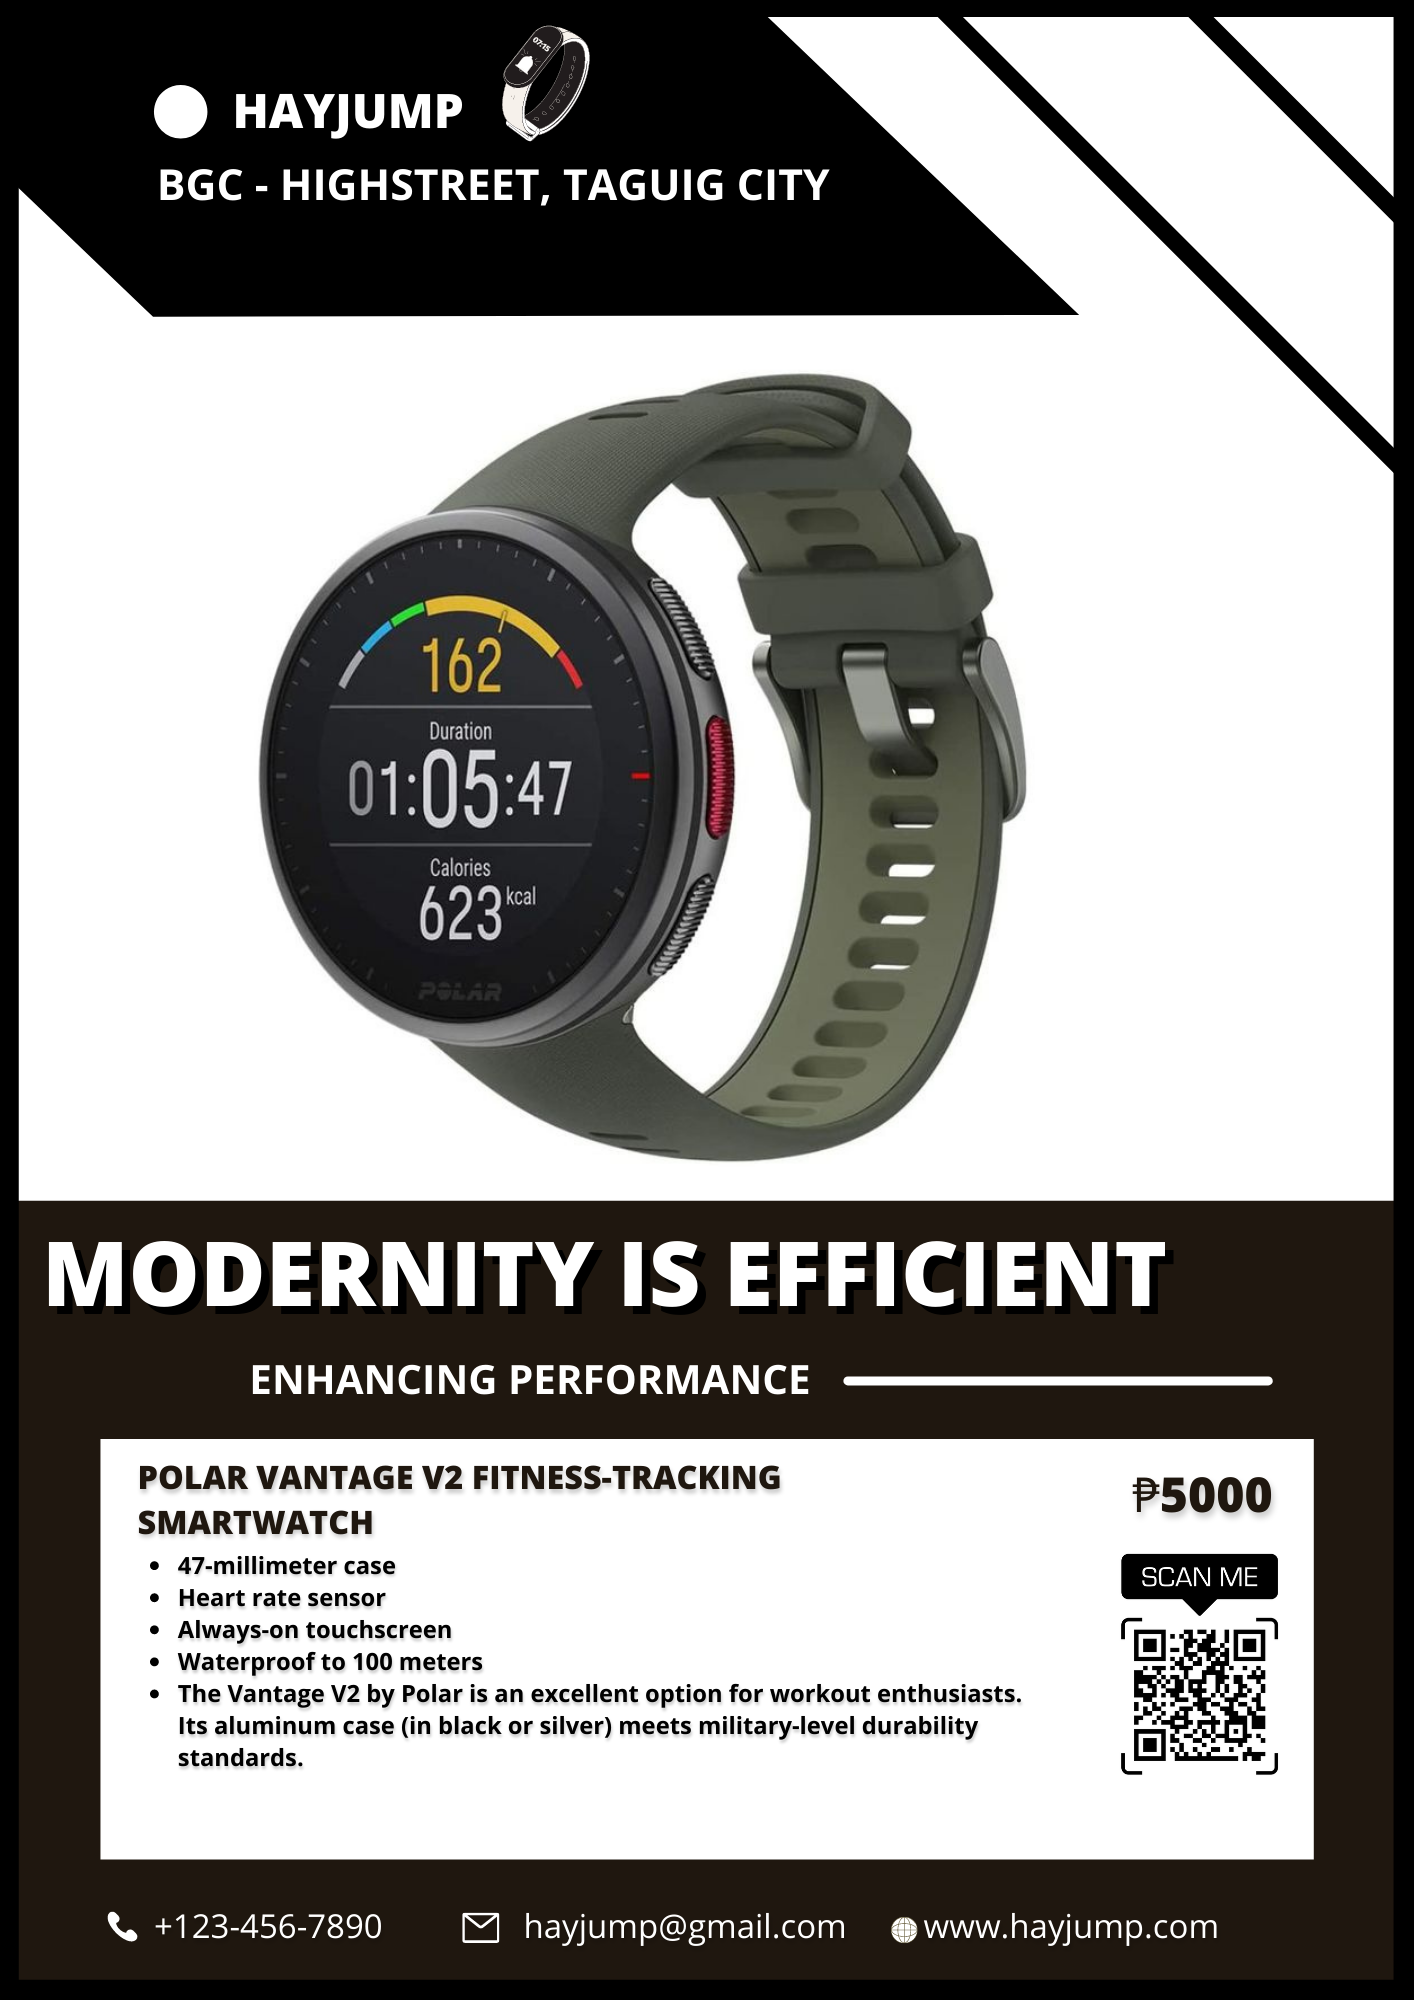 07:15
HAYJUMP
BGC - HIGHSTREET, TAGUIG CITY
162
Duration
01:05:47
Calories
623 kcal
POLAR
MODERNITY IS EFFICIENT
ENHANCING PERFORMANCE
POLAR VANTAGE V2 FITNESS-TRACKING
SMARTWATCH
₱5000
• 47-millimeter case
• Heart rate sensor
• Always-on touchscreen
• Waterproof to 100 meters
• The Vantage V2 by Polar is an excellent option for workout enthusiasts.
Its aluminum case (in black or silver) meets military-level durability
standards.
SCAN ME
+123-456-7890
hayjump@gmail.com
www.hayjump.com